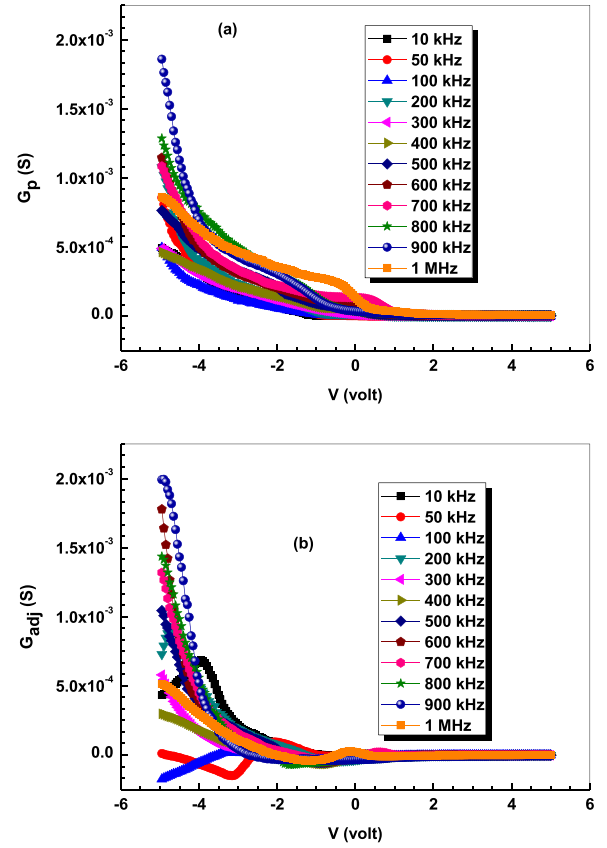 (a)
2.0x10⁻³
1.5x10⁻³
1.0x10⁻³
5.0x10⁻⁴
0.0
Gₚ (S)
10 kHz
50 kHz
100 kHz
200 kHz
300 kHz
400 kHz
500 kHz
600 kHz
700 kHz
800 kHz
900 kHz
1 MHz
-6 -4 -2 0 2 4 6
V (volt)
2.0x10⁻³
1.5x10⁻³
1.0x10⁻³
5.0x10⁻⁴
0.0
G_adj (S)
(b)
10 kHz
50 kHz
100 kHz
200 kHz
300 kHz
400 kHz
500 kHz
600 kHz
700 kHz
800 kHz
900 kHz
1 MHz
-6 -4 -2 0 2 4 6
V (volt)